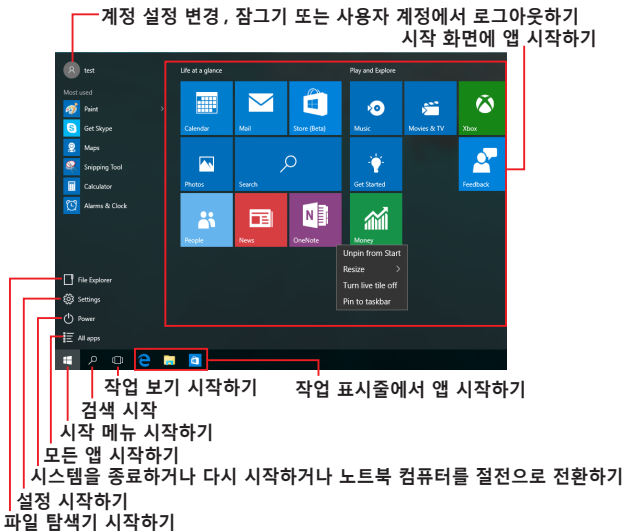 계정 설정 변경, 잠그기 또는 사용자 계정에서 로그아웃하기
시작 화면에 앱 시작하기
test
Most used
Paint
Get Skype
Maps
Snipping Tool
Calculator
Alarms & Clock
File Explorer
Settings
Power
All apps
Life at a glance
Play and Explore
Calendar
Mail
Store (Beta)
Music
Movies & TV
Xbox
Photos
Search
Get Started
Feedback
People
News
OneNote
Money
Unpin from Start
Resize
Turn live tile off
Pin to taskbar
작업 보기 시작하기
작업 표시줄에서 앱 시작하기
검색 시작
시작 메뉴 시작하기
모든 앱 시작하기
시스템을 종료하거나 다시 시작하거나 노트북 컴퓨터를 절전으로 전환하기
설정 시작하기
파일 탐색기 시작하기